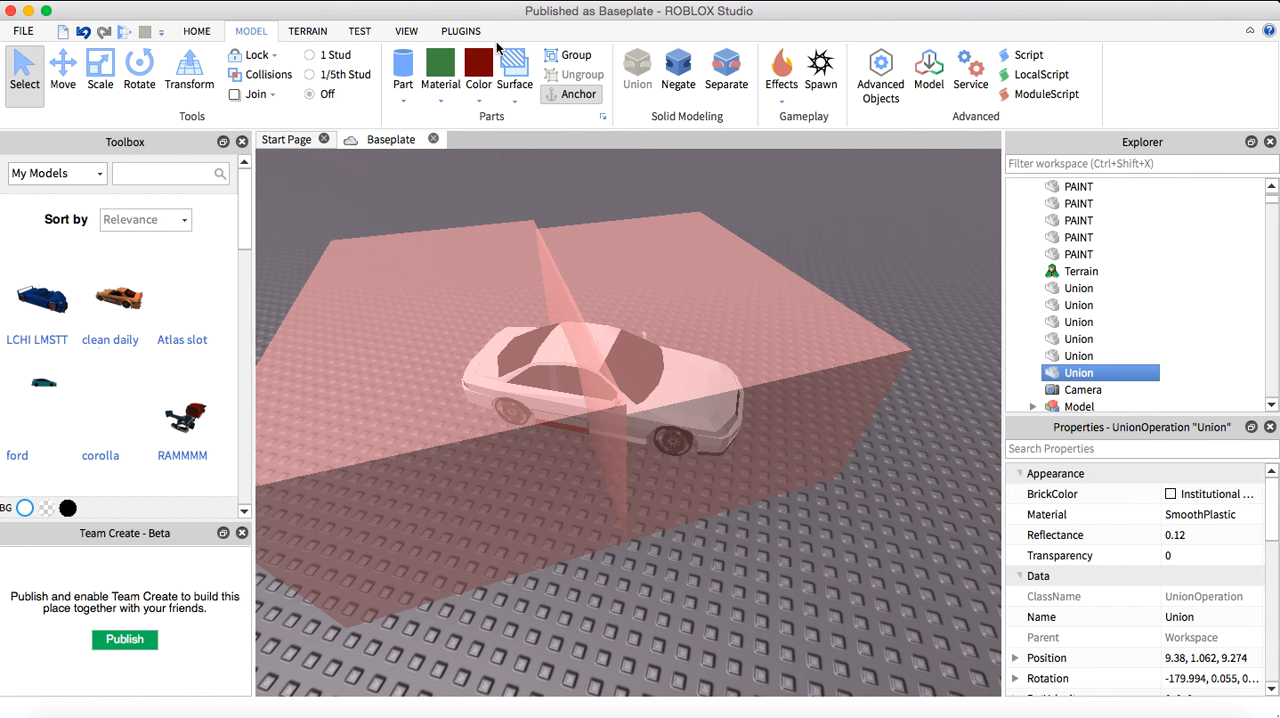 Published as Baseplate - ROBLOX Studio
FILE HOME MODEL TERRAIN TEST VIEW PLUGINS
Select Move Scale Rotate Transform
Lock
Collisions
Join
1 Stud
1/5th Stud
Off
Tools
Part Material Color Surface
Group
Ungroup
Anchor
Parts
Union Negate Separate
Solid Modeling
Effects Spawn
Gameplay
Advanced
Objects
Model Service
Script
LocalScript
ModuleScript
Advanced
Toolbox
My Models
Sort by Relevance
LCHI LMSTT clean daily Atlas slot
ford corolla RAMMMM
BG
Team Create - Beta
Publish and enable Team Create to build this
place together with your friends.
Publish
Start Page Baseplate
Explorer
Filter workspace (Ctrl+Shift+X)
PAINT
PAINT
PAINT
PAINT
PAINT
Terrain
Union
Union
Union
Union
Union
Union
Camera
Model
Properties - UnionOperation "Union"
Search Properties
Appearance
BrickColor Institutional ...
Material SmoothPlastic
Reflectance 0.12
Transparency 0
Data
ClassName UnionOperation
Name Union
Parent Workspace
Position 9.38, 1.062, 9.274
Rotation -179.994, 0.055, 0...